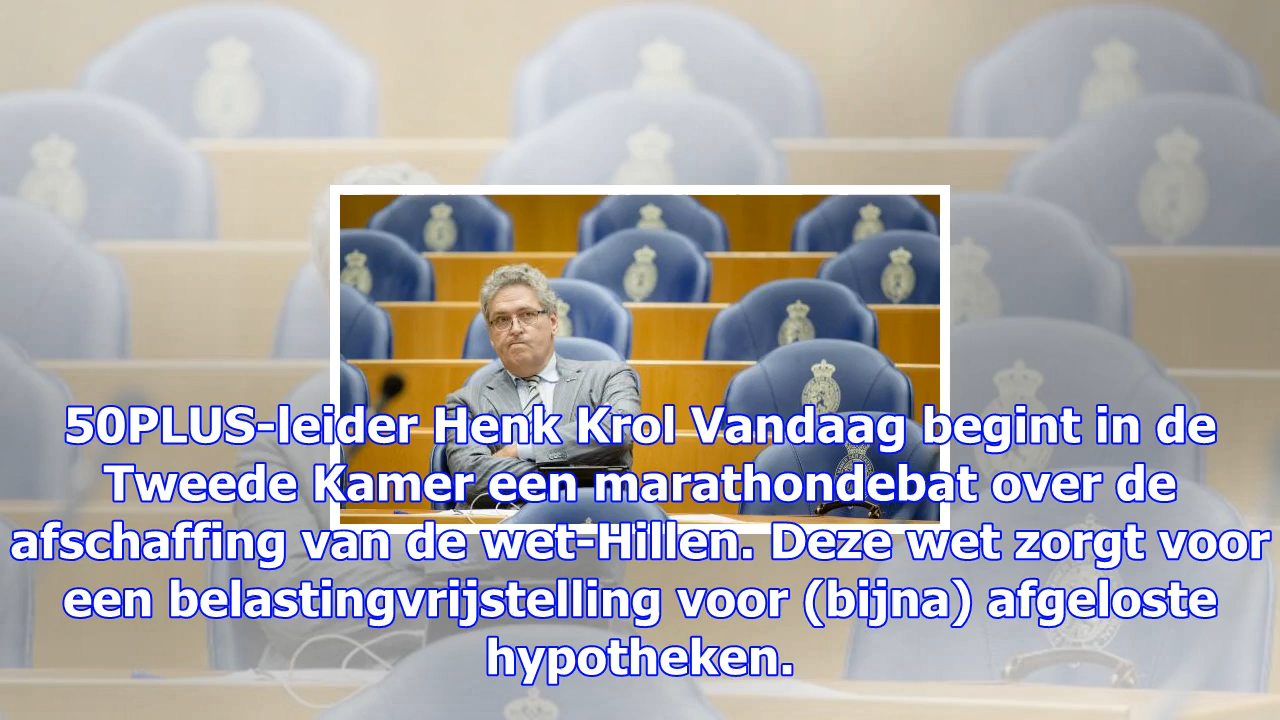 50PLUS-leider Henk Krol Vandaag begint in de
Tweede Kamer een marathondebat over de
afschaffing van de wet-Hillen. Deze wet zorgt voor
een belastingvrijstelling voor (bijna) afgeloste
hypotheken.